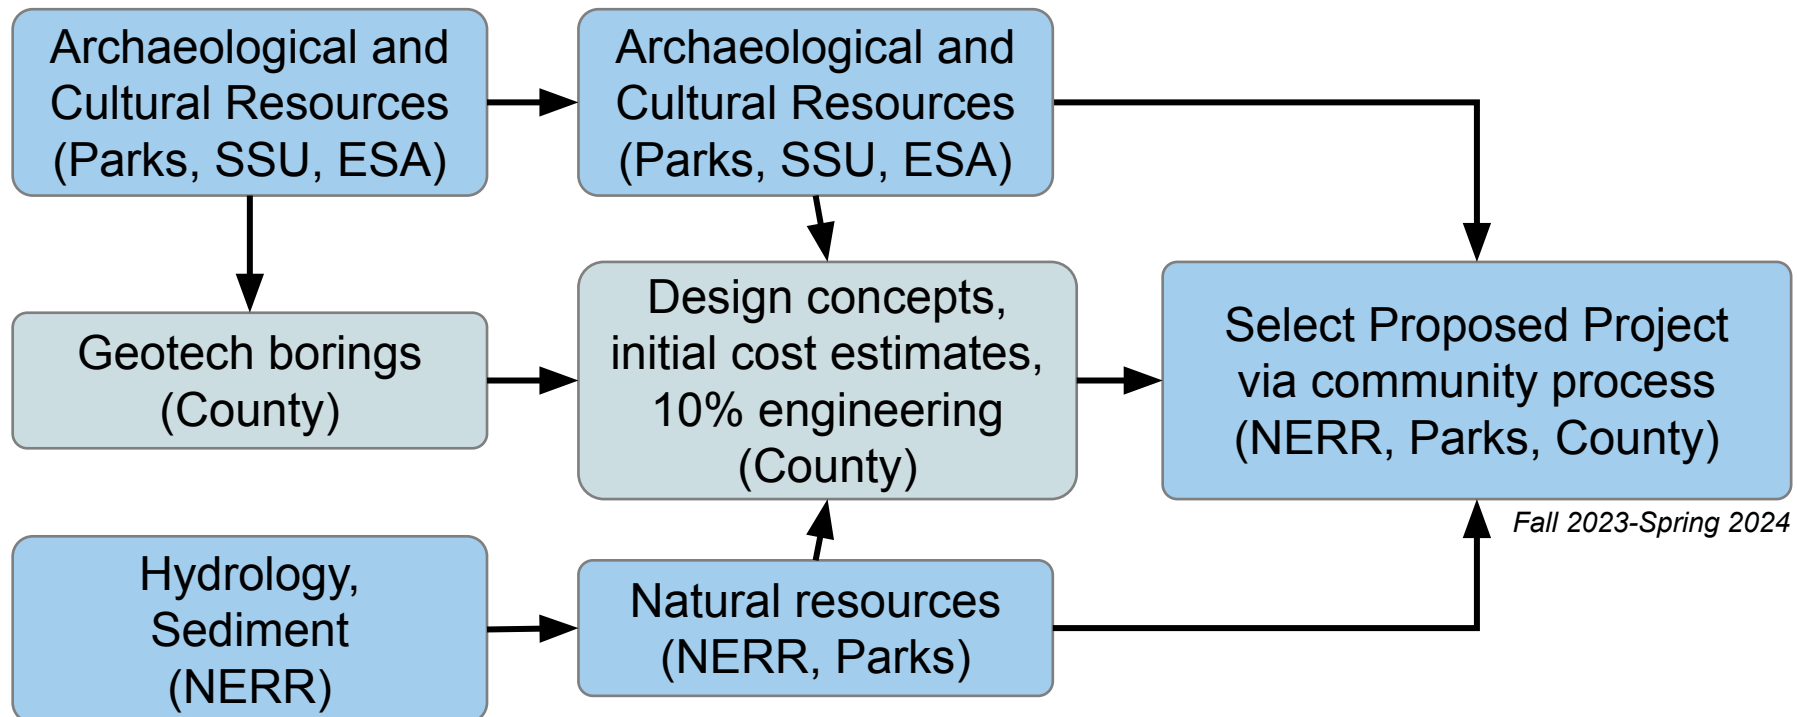 Archaeological and
Cultural Resources
(Parks, SSU, ESA)
Archaeological and
Cultural Resources
(Parks, SSU, ESA)
Geotech borings
(County)
Design concepts,
initial cost estimates,
10% engineering
(County)
Select Proposed Project
via community process
(NERR, Parks, County)
Fall 2023-Spring 2024
Hydrology,
Sediment
(NERR)
Natural resources
(NERR, Parks)